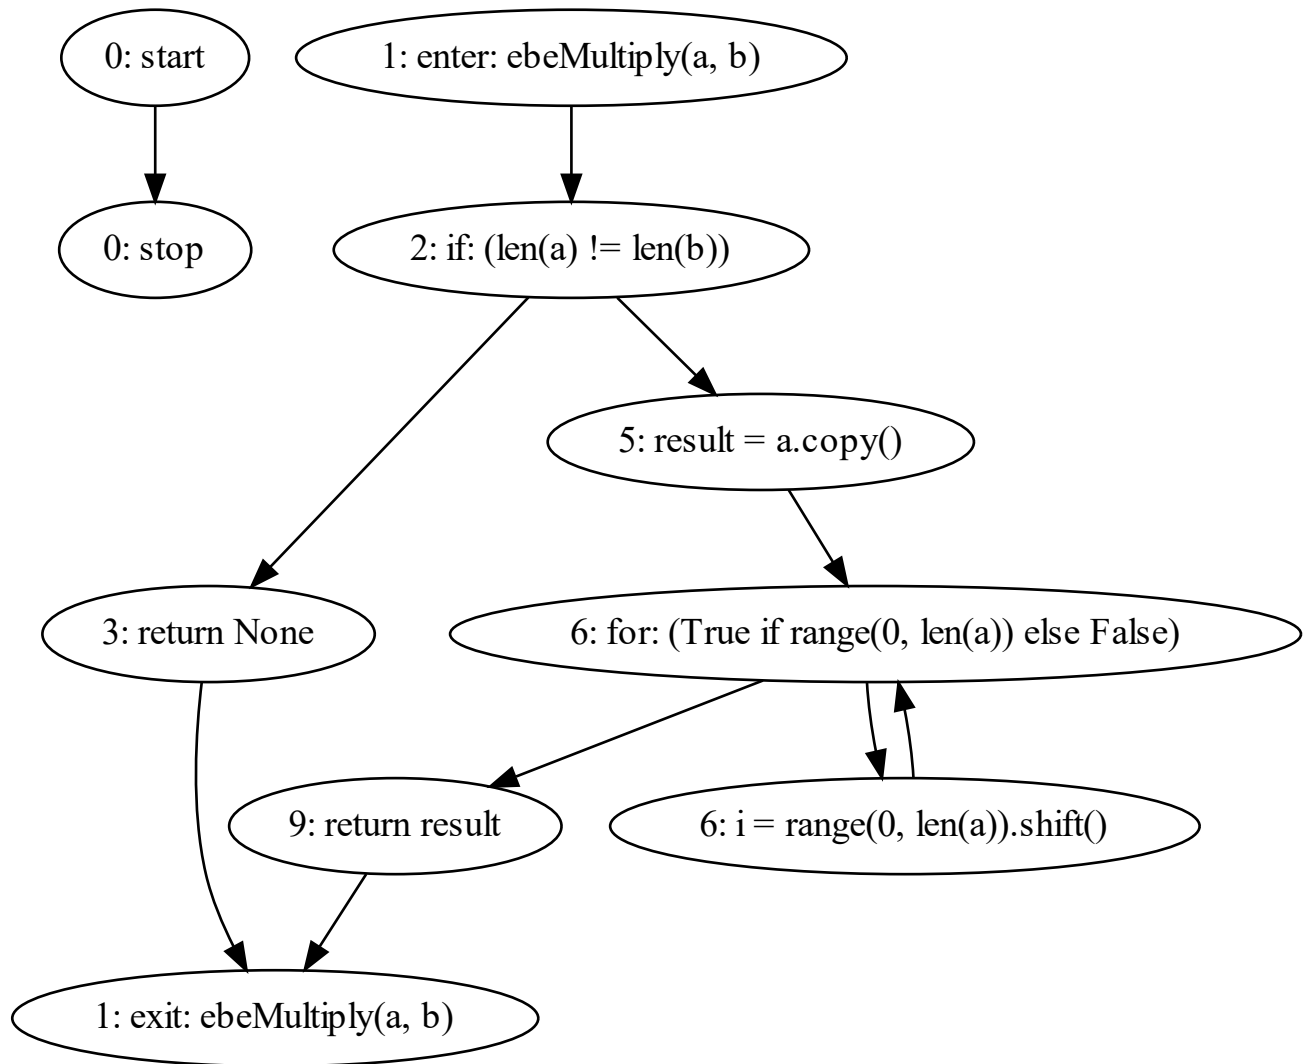 0: start
1: enter: ebeMultiply(a, b)
0: stop
2: if: (len(a) != len(b))
5: result = a.copy()
3: return None
6: for: (True if range(0, len(a)) else False)
9: return result
6: i = range(0, len(a)).shift()
1: exit: ebeMultiply(a, b)